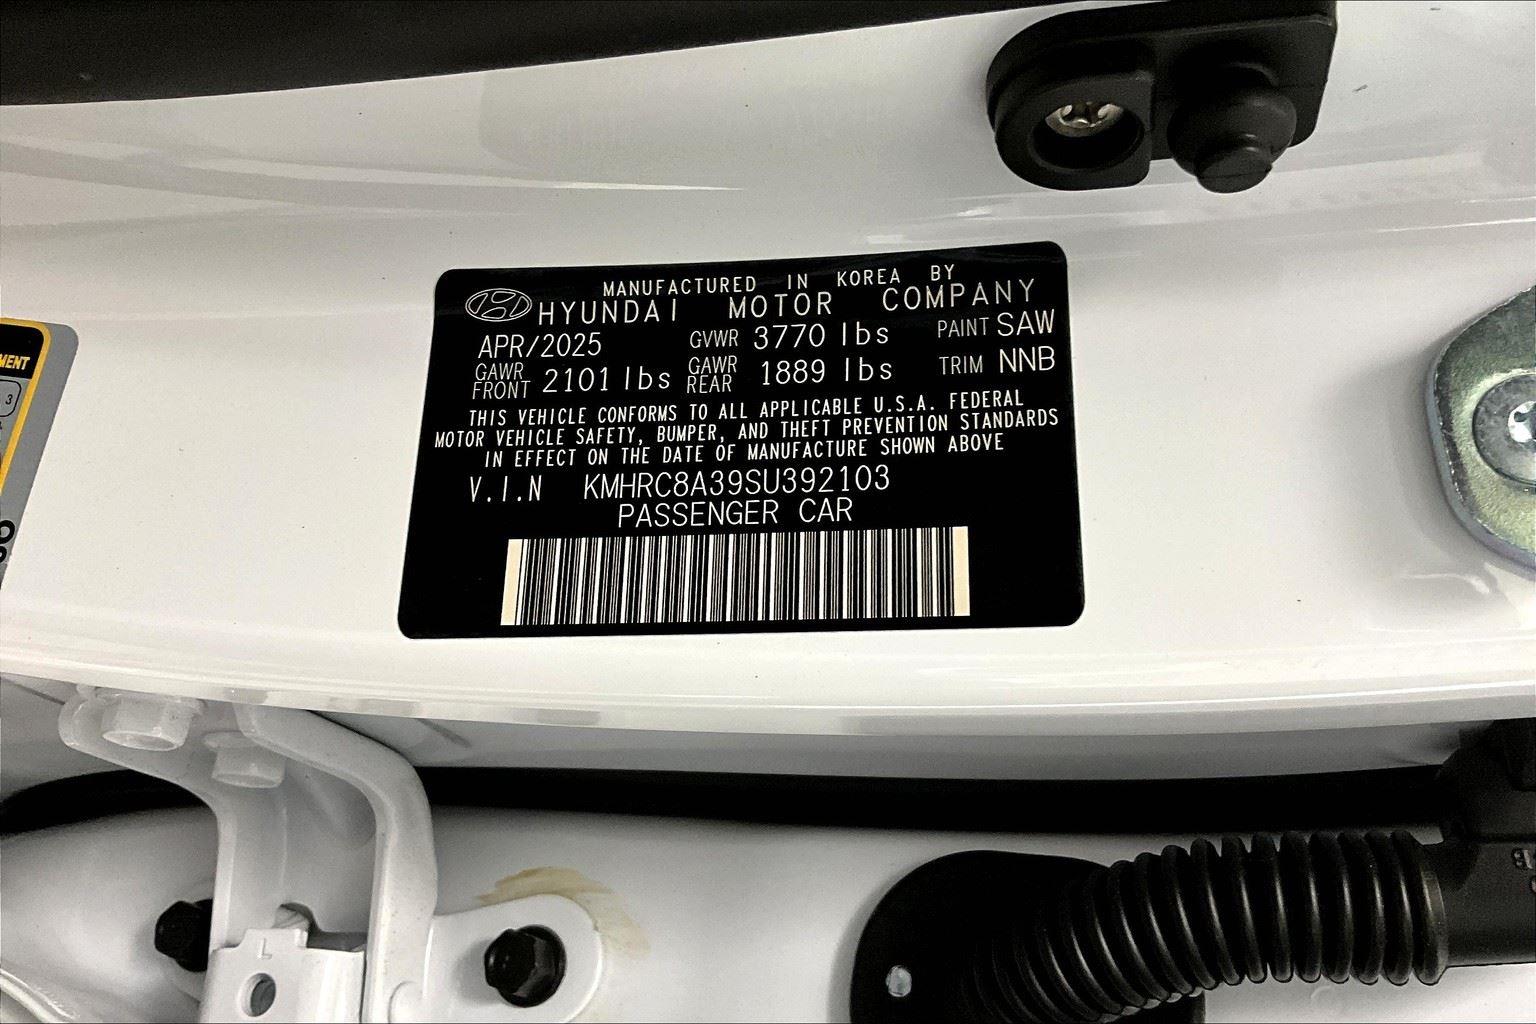 MANUFACTURED IN KOREA BY
HYUNDAI MOTOR COMPANY
APR/2025 GVWR 3770 lbs PAINT SAW
GAWR FRONT 2101 lbs GAWR REAR 1889 lbs TRIM NNB
THIS VEHICLE CONFORMS TO ALL APPLICABLE U.S.A. FEDERAL
MOTOR VEHICLE SAFETY, BUMPER, AND THEFT PREVENTION STANDARDS
IN EFFECT ON THE DATE OF MANUFACTURE SHOWN ABOVE
V.I.N KMHRC8A39SU392103
PASSENGER CAR
3
L